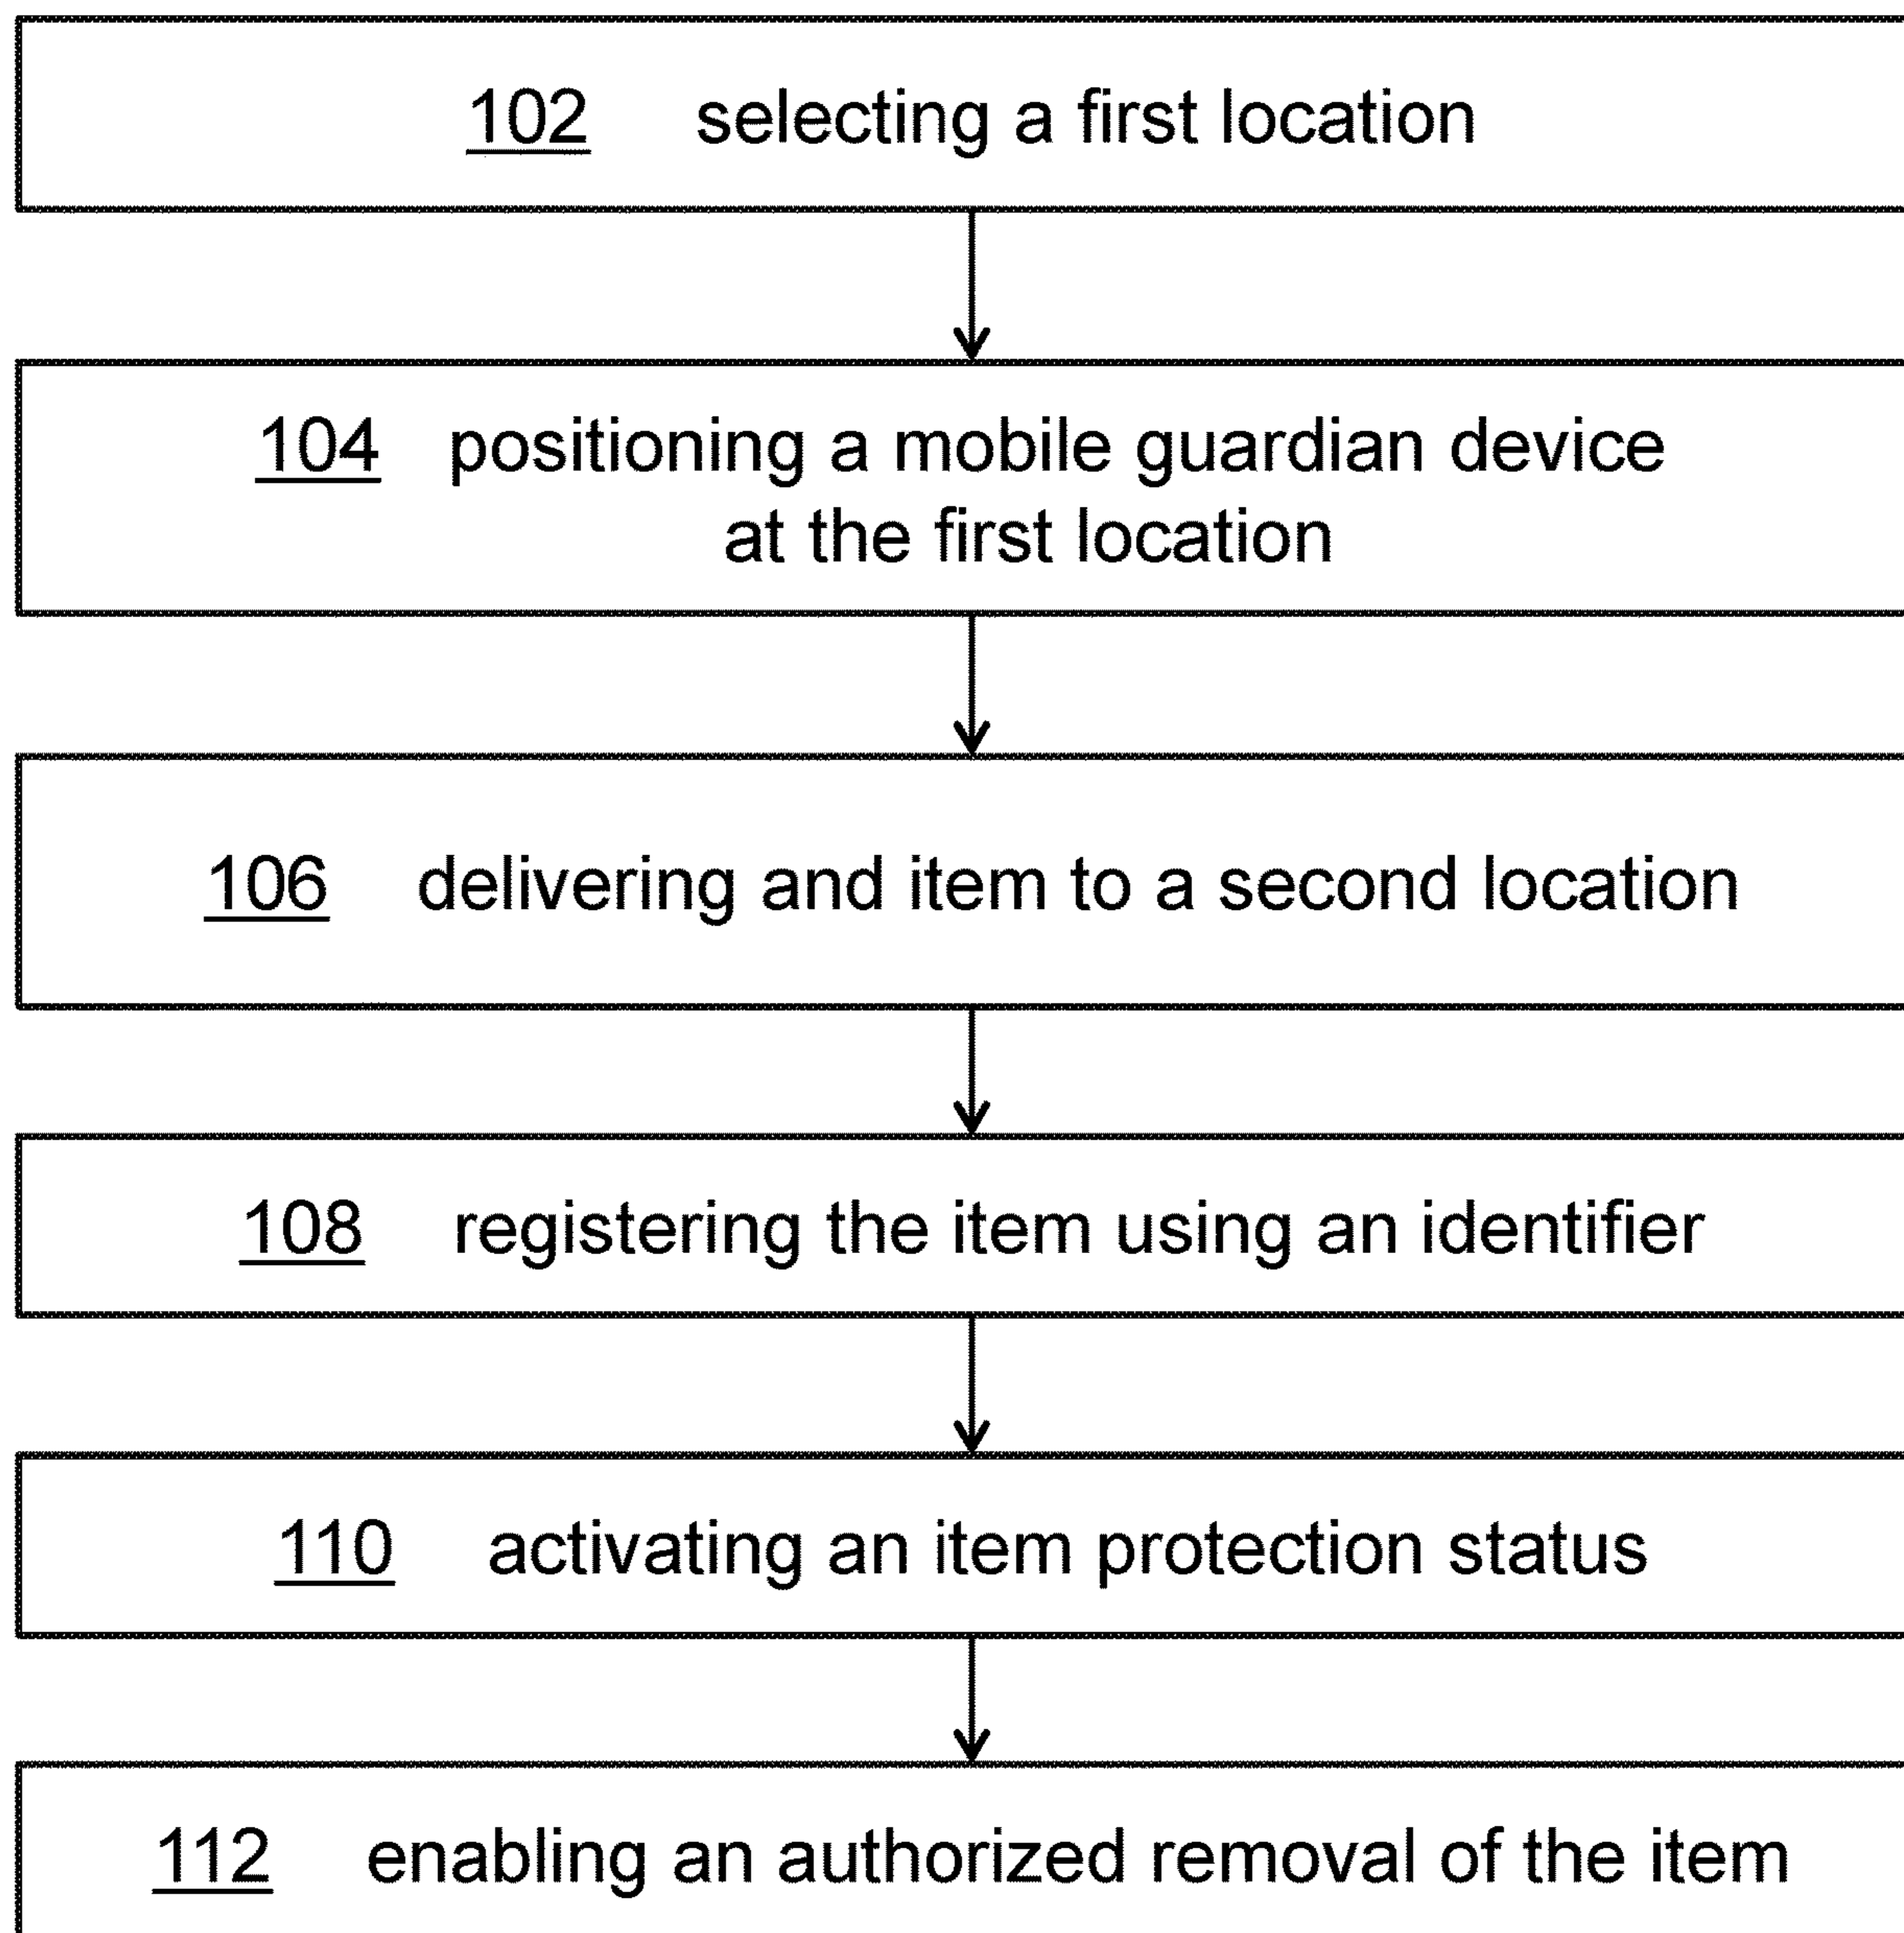 102 selecting a first location
104 positioning a mobile guardian device
at the first location
106 delivering and item to a second location
108 registering the item using an identifier
110 activating an item protection status
112 enabling an authorized removal of the item